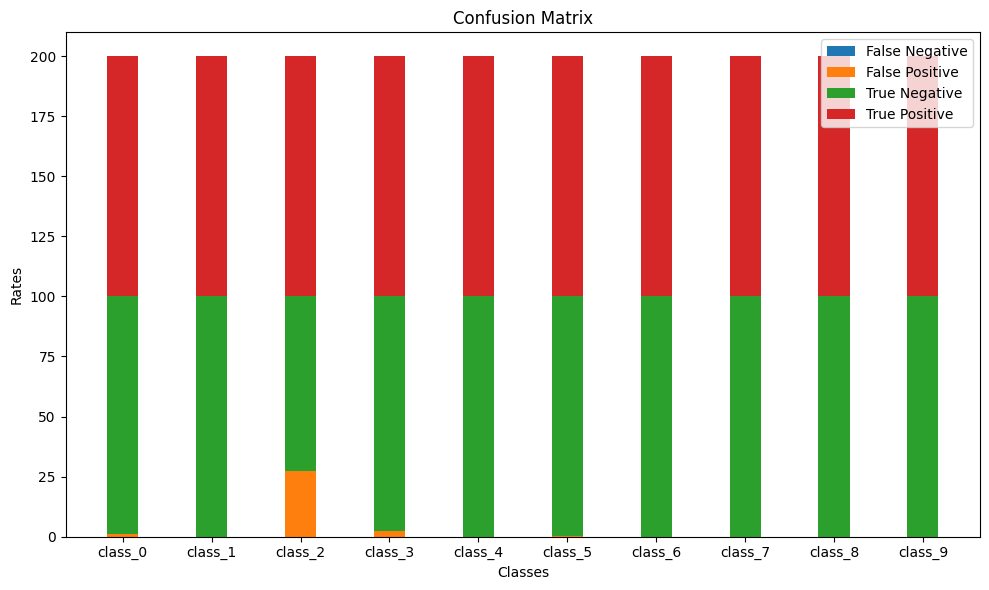 Confusion Matrix
False Negative
False Positive
True Negative
True Positive
Rates
200
175
150
125
100
75
50
25
0
class_0 class_1 class_2 class_3 class_4 class_5 class_6 class_7 class_8 class_9
Classes